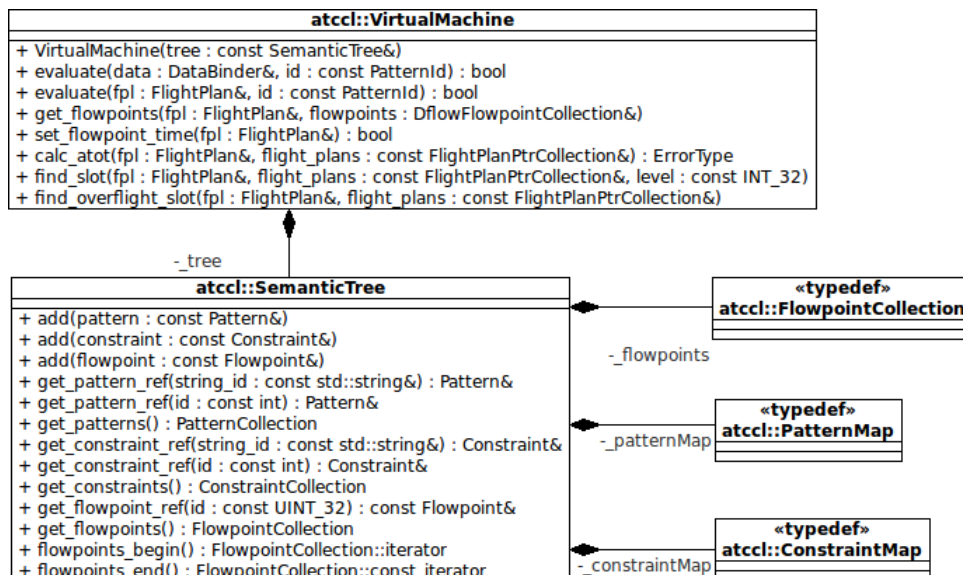 atccl::VirtualMachine
+ VirtualMachine(tree : const SemanticTree&)
+ evaluate(data : DataBinder&, id : const PatternId) : bool
+ evaluate(fpl : FlightPlan&, id : const PatternId) : bool
+ get_flowpoints(fpl : FlightPlan&, flowpoints : DflowFlowpointCollection&)
+ set_flowpoint_time(fpl : FlightPlan&) : bool
+ calc_atot(fpl : FlightPlan&, flight_plans : const FlightPlanPtrCollection&) : ErrorType
+ find_slot(fpl : FlightPlan&, flight_plans : const FlightPlanPtrCollection&, level : const INT_32)
+ find_overflight_slot(fpl : FlightPlan&, flight_plans : const FlightPlanPtrCollection&)
-_tree
atccl::SemanticTree
+ add(pattern : const Pattern&)
+ add(constraint : const Constraint&)
+ add(flowpoint : const Flowpoint&)
+ get_pattern_ref(string_id : const std::string&) : Pattern&
+ get_pattern_ref(id : const int) : Pattern&
+ get_patterns() : PatternCollection
+ get_constraint_ref(string_id : const std::string&) : Constraint&
+ get_constraint_ref(id : const int) : Constraint&
+ get_constraints() : ConstraintCollection
+ get_flowpoint_ref(id : const UINT_32) : const Flowpoint&
+ get_flowpoints() : FlowpointCollection
+ flowpoints_begin() : FlowpointCollection::iterator
+ flowpoints_end() : FlowpointCollection::const_iterator
«typedef»
atccl::FlowpointCollection
-_flowpoints
«typedef»
atccl::PatternMap
-_patternMap
«typedef»
atccl::ConstraintMap
-_constraintMap